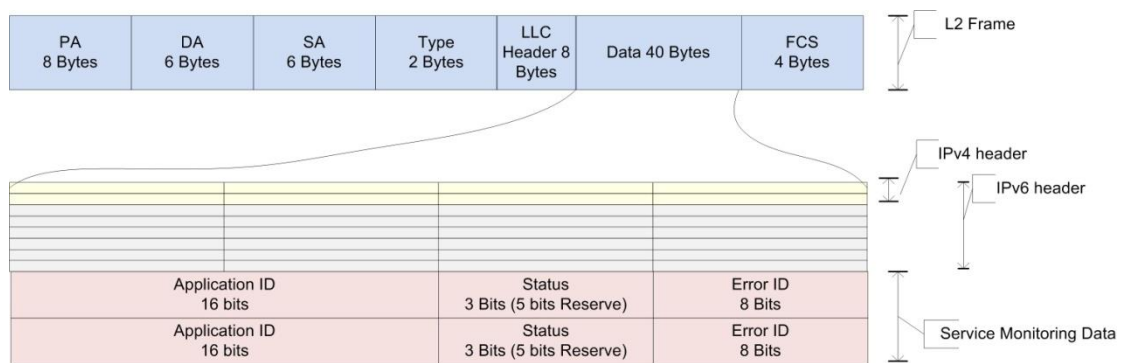 PA
8 Bytes
DA
6 Bytes
SA
6 Bytes
Type
2 Bytes
LLC
Header 8
Bytes
Data 40 Bytes
FCS
4 Bytes
L2 Frame
IPv4 header
IPv6 header
Application ID
16 bits
Status
3 Bits (5 bits Reserve)
Error ID
8 Bits
Application ID
16 bits
Status
3 Bits (5 bits Reserve)
Error ID
8 Bits
Service Monitoring Data